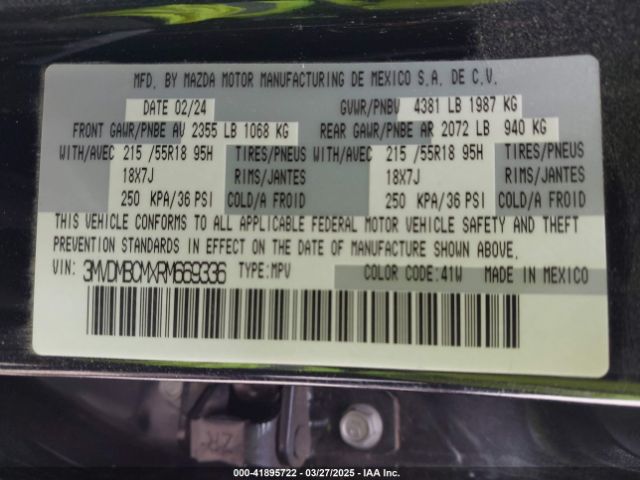 MFD. BY MAZDA MOTOR MANUFACTURING DE MEXICO S.A. DE C.V.
DATE 02/24 GVWR/PNBV 4381 LB 1987 KG
FRONT GAWR/PNBE AV 2355 LB 1068 KG REAR GAWR/PNBE AR 2072 LB 940 KG
WITH/AVEC 215 /55R18 95H TIRES/PNEUS WITH/AVEC 215 /55R18 95H TIRES/PNEUS
18X7J RIMS/JANTES 18X7J RIMS/JANTES
250 KPA/36 PSI COLD/A FROID 250 KPA/36 PSI COLD/A FROID
THIS VEHICLE CONFORMS TO ALL APPLICABLE FEDERAL MOTOR VEHICLE SAFETY AND THEFT
PREVENTION STANDARDS IN EFFECT ON THE DATE OF MANUFACTURE SHOWN ABOVE.
VIN: 3MVDMBCMXRM669336 TYPE:MPV COLOR CODE:41W MADE IN MEXICO
ZR
000-41895722 — 03/27/2025 — IAA Inc.